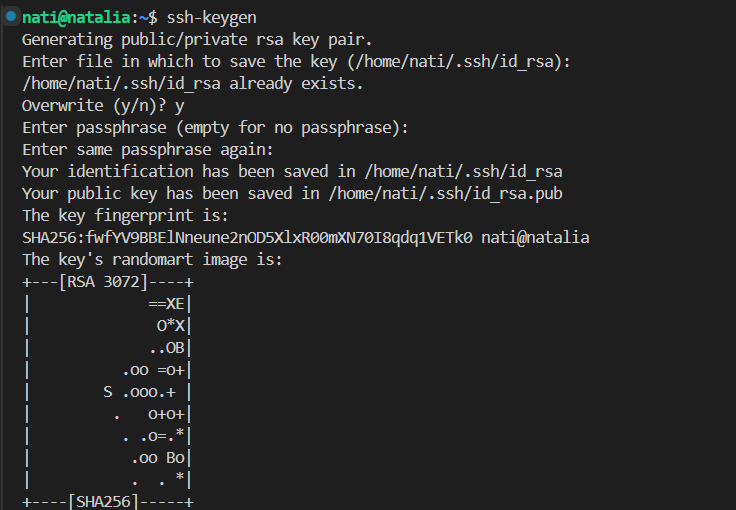 nati@natalia:~$ ssh-keygen
Generating public/private rsa key pair.
Enter file in which to save the key (/home/nati/.ssh/id_rsa):
/home/nati/.ssh/id_rsa already exists.
Overwrite (y/n)? y
Enter passphrase (empty for no passphrase):
Enter same passphrase again:
Your identification has been saved in /home/nati/.ssh/id_rsa
Your public key has been saved in /home/nati/.ssh/id_rsa.pub
The key fingerprint is:
SHA256:fwfYV9BBElNneune2nOD5XlxR00mXN70I8qdq1VETk0 nati@natalia
The key's randomart image is:
+---[RSA 3072]----+
|             ==XE|
|              O*X|
|             ..OB|
|          .oo =o+|
|        S .ooo.+ |
|         .   o+o+|
|          . .o=.*|
|           .oo Bo|
|           .  . *|
+----[SHA256]-----+